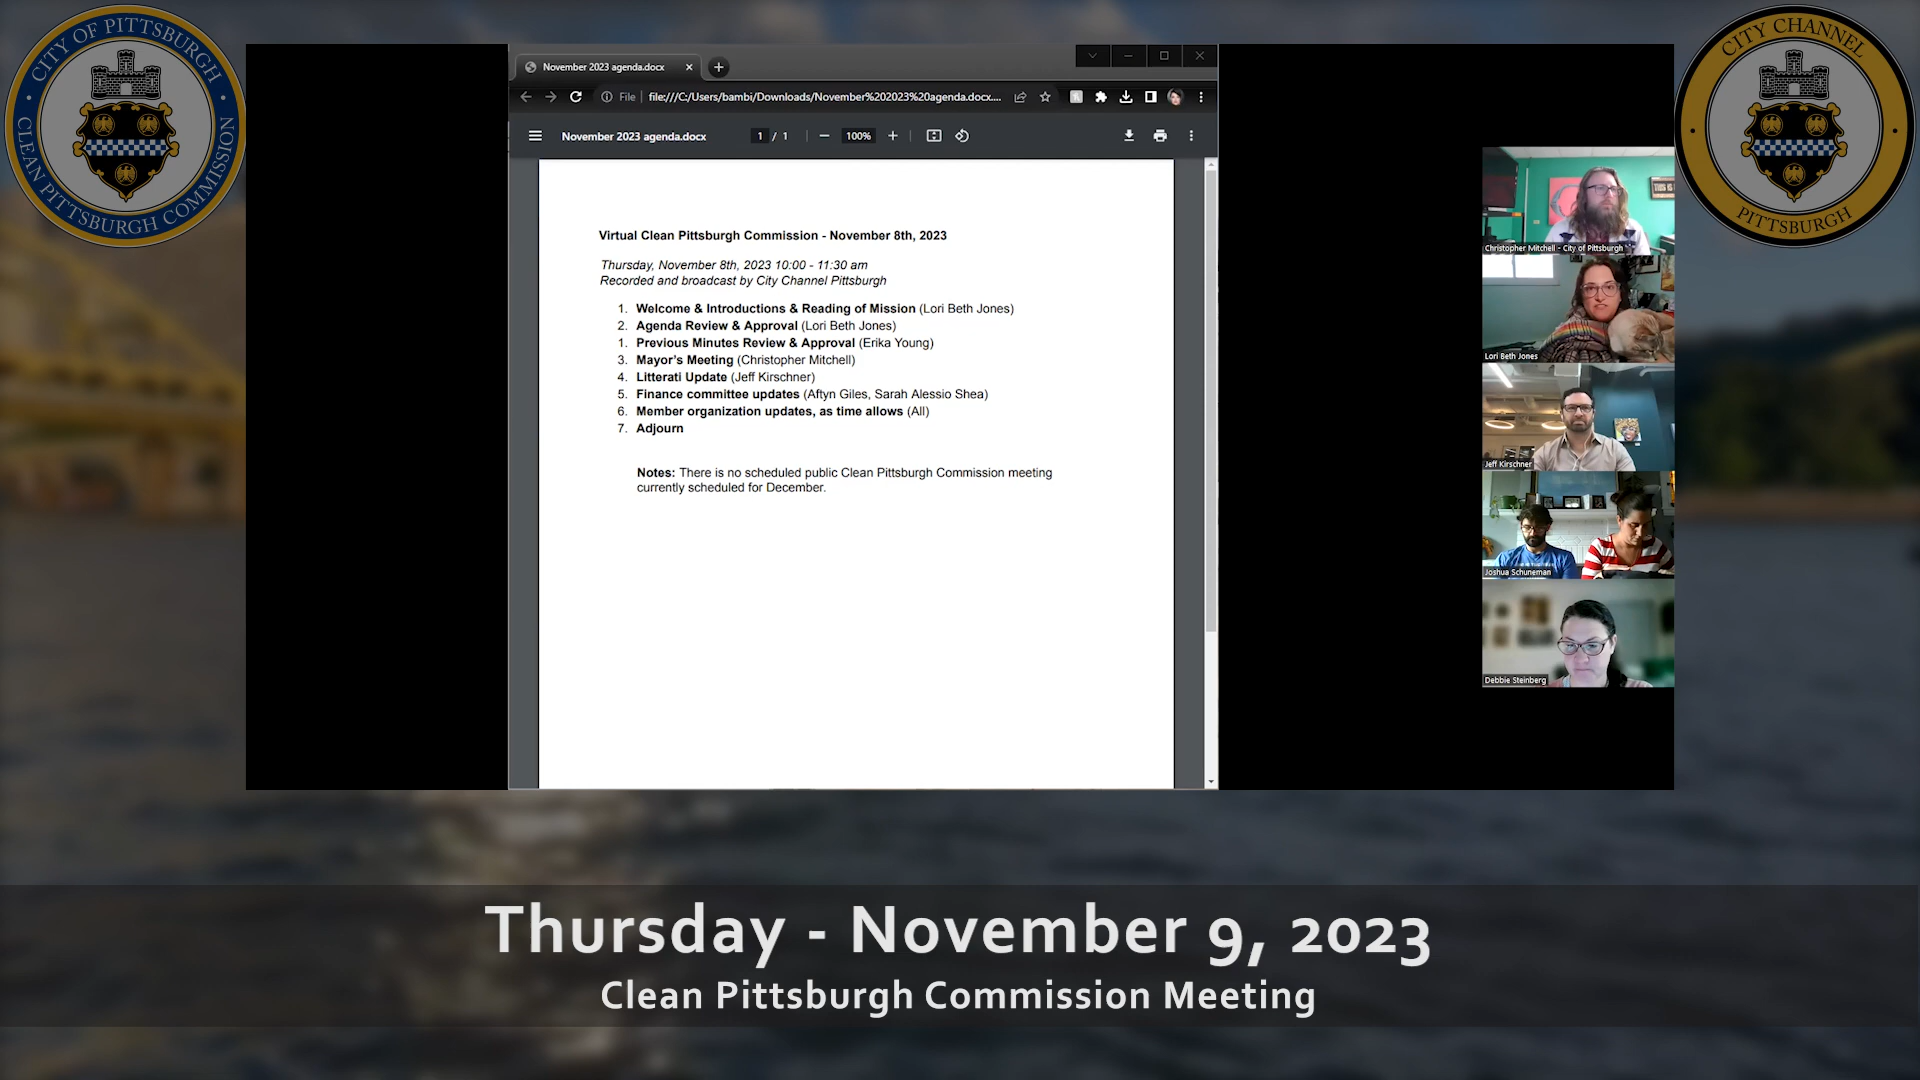 CITY OF PITTSBURGH
CLEAN PITTSBURGH COMMISSION
CITY CHANNEL
PITTSBURGH
November 2023 agenda.docx
File
file:///C:/Users/bambi/Downloads/November%202023%20agenda.docx....
November 2023 agenda.docx
1 / 1
100%
Virtual Clean Pittsburgh Commission - November 8th, 2023
Thursday, November 8th, 2023 10:00 - 11:30 am
Recorded and broadcast by City Channel Pittsburgh
1. Welcome & Introductions & Reading of Mission (Lori Beth Jones)
2. Agenda Review & Approval (Lori Beth Jones)
1. Previous Minutes Review & Approval (Erika Young)
3. Mayor's Meeting (Christopher Mitchell)
4. Litterati Update (Jeff Kirschner)
5. Finance committee updates (Aftyn Giles, Sarah Alessio Shea)
6. Member organization updates, as time allows (All)
7. Adjourn
Notes: There is no scheduled public Clean Pittsburgh Commission meeting
currently scheduled for December.
THIS IS
Christopher Mitchell - City of Pittsburgh
Lori Beth Jones
Jeff Kirschner
Joshua Schuneman
Debbie Steinberg
Thursday - November 9, 2023
Clean Pittsburgh Commission Meeting